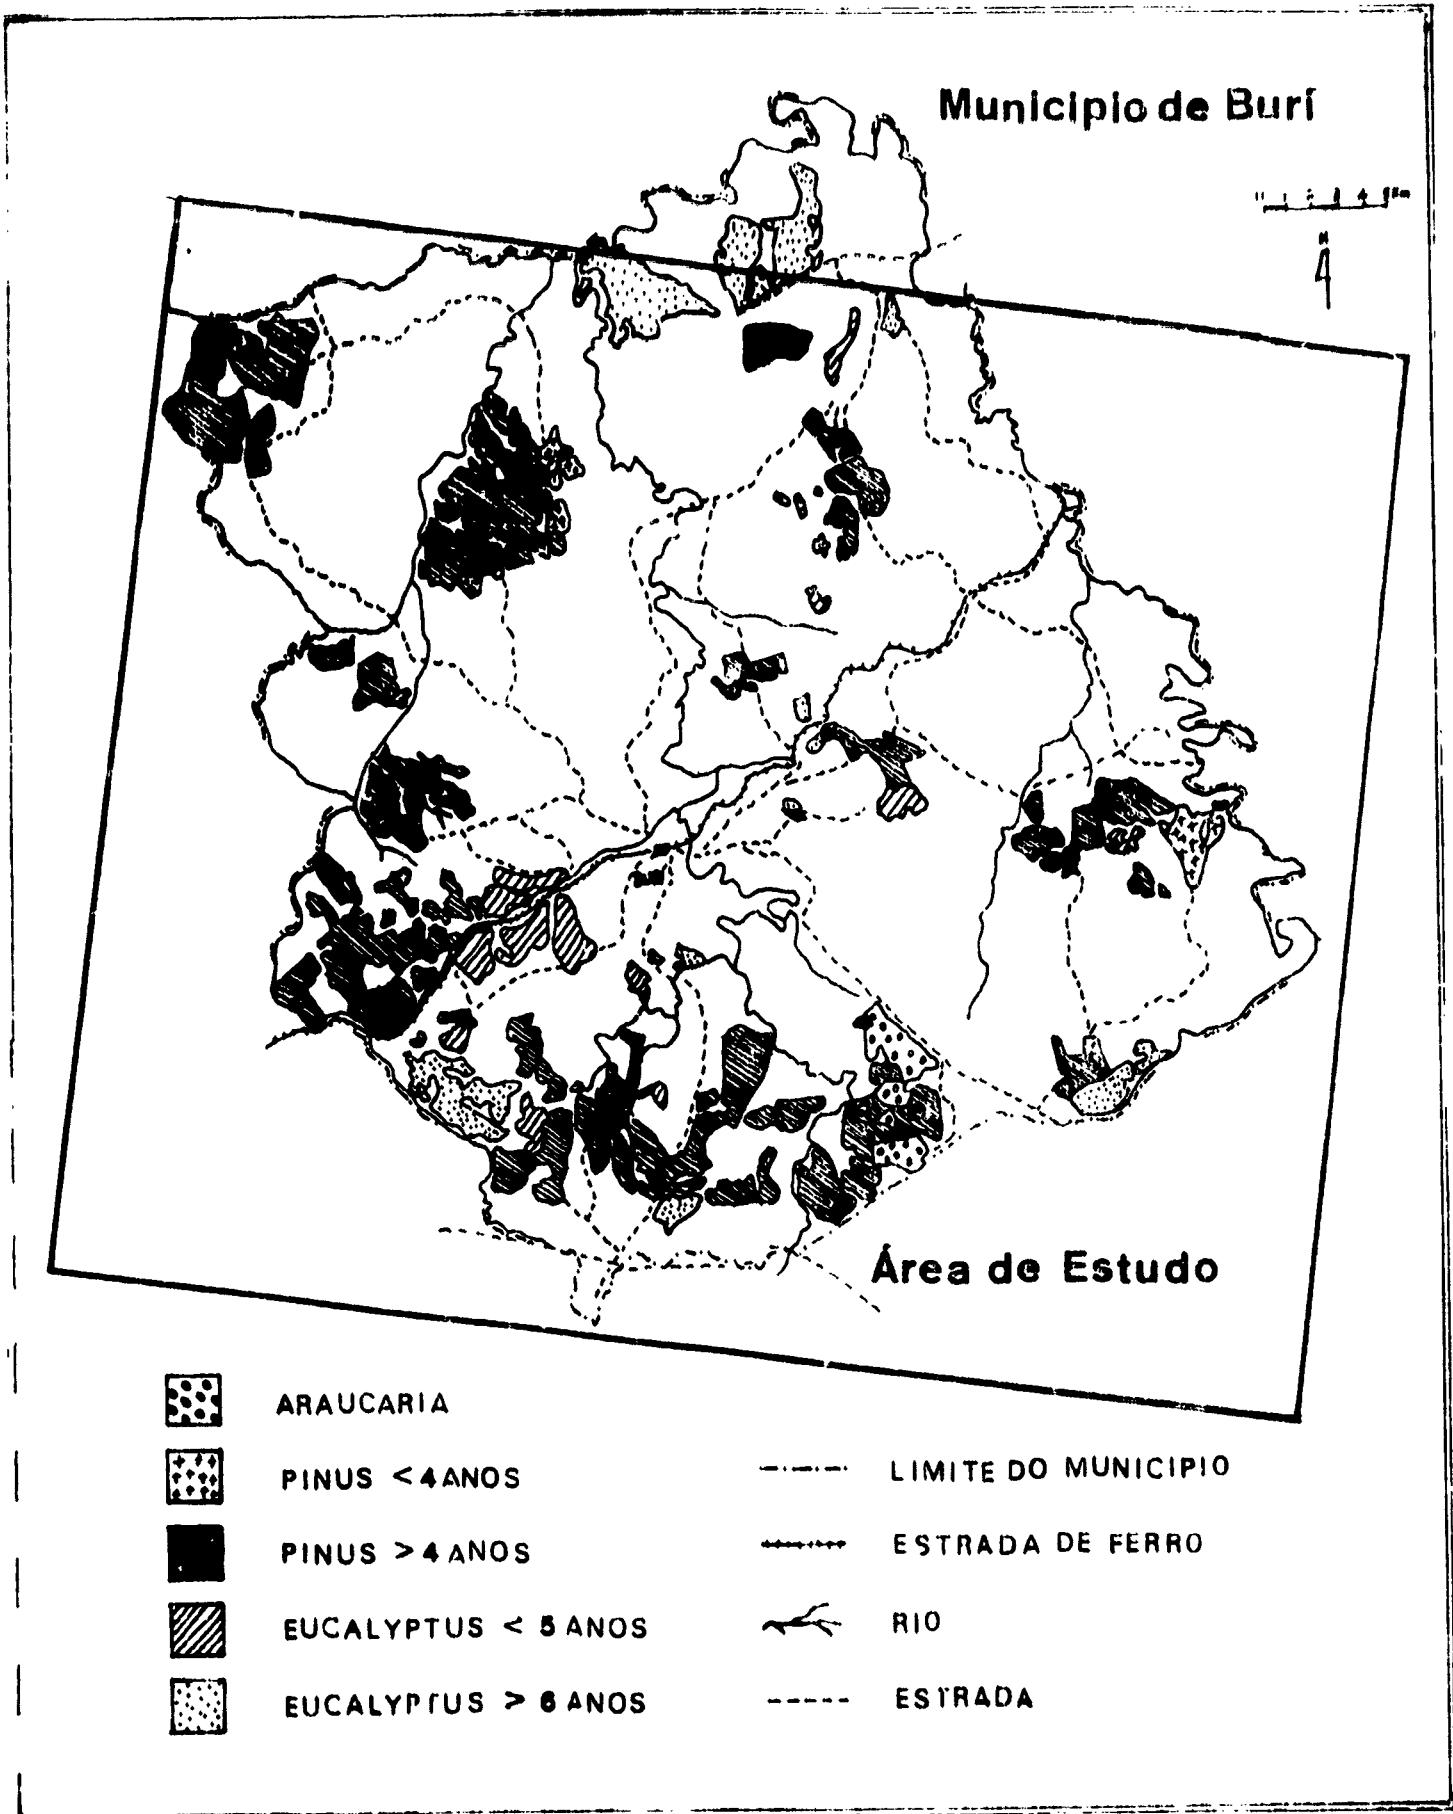 Municipio de Burí
N
Área de Estudo
ARAUCARIA
PINUS <4 ANOS
LIMITE DO MUNICIPIO
PINUS >4 ANOS
ESTRADA DE FERRO
EUCALYPTUS < 5 ANOS
RIO
EUCALYPTUS > 6 ANOS
ESTRADA